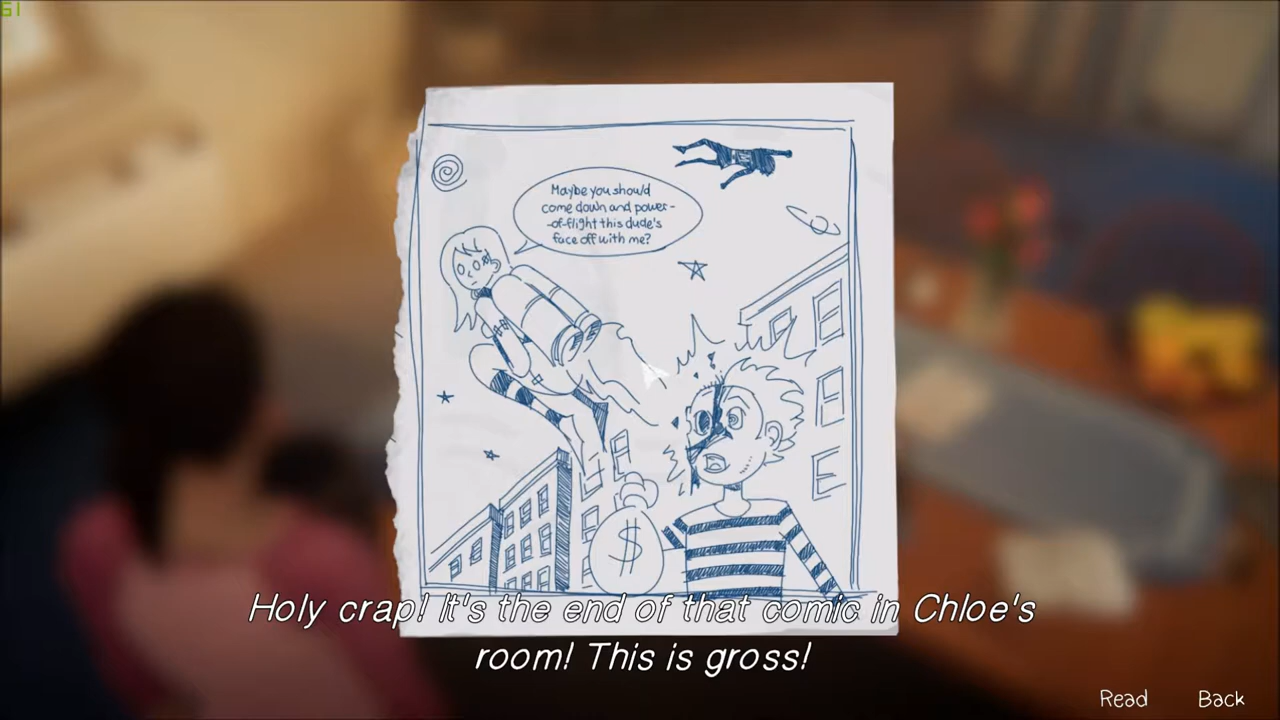 61
Maybe you should
come down and power-
-of-flight this dude's
face off with me?
$
Holy crap! It's the end of that comic in Chloe's
room! This is gross!
Read Back